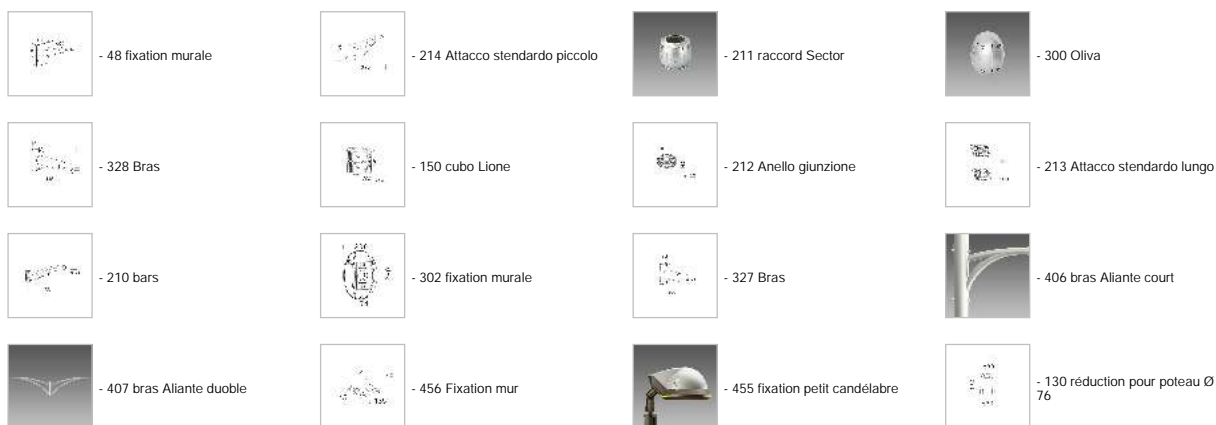 - 48 fixation murale
- 214 Attacco stendardo piccolo
- 211 raccord Sector
- 300 Oliva
- 328 Bras
- 150 cubo Lione
- 212 Anello giunzione
- 213 Attacco stendardo lungo
- 210 bars
- 302 fixation murale
- 327 Bras
- 406 bras Aliante court
- 407 bras Aliante duoble
- 456 Fixation mur
- 455 fixation petit candélabre
- 130 réduction pour poteau Ø
76